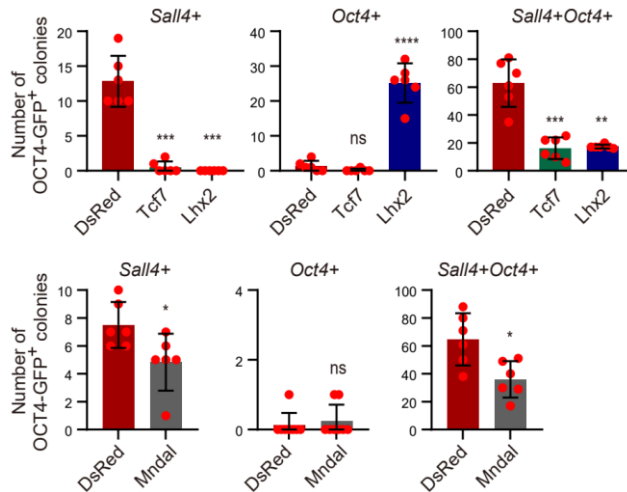 Sall4+
Oct4+
Sall4+Oct4+
Number of
OCT4-GFP+ colonies
20
15
10
5
0
***
***
DsRed
Tcf7
Lhx2
40
30
20
10
0
ns
****
DsRed
Tcf7
Lhx2
100
80
60
40
20
0
***
**
DsRed
Tcf7
Lhx2
Sall4+
Oct4+
Sall4+Oct4+
Number of
OCT4-GFP+ colonies
10
8
6
4
2
0
*
DsRed
Mndal
4
2
0
ns
DsRed
Mndal
100
80
60
40
20
0
*
DsRed
Mndal